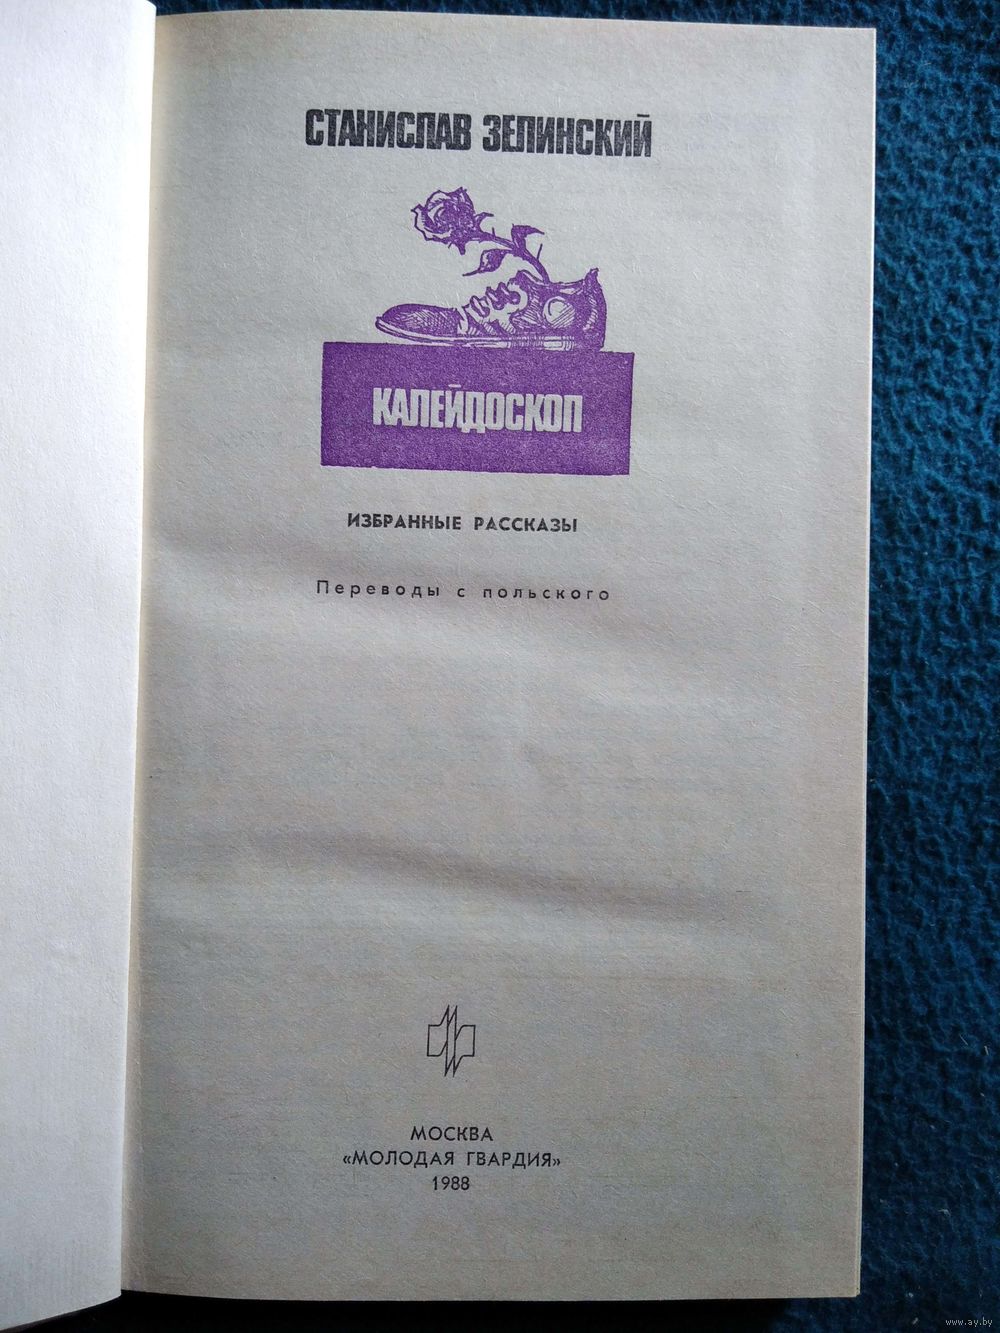 СТАНИСЛАВ ЗЕЛИНСКИЙ
КАЛЕЙДОСКОП
ИЗБРАННЫЕ РАССКАЗЫ
Переводы с польского
МОСКВА
«МОЛОДАЯ ГВАРДИЯ»
1988
www.ay.by